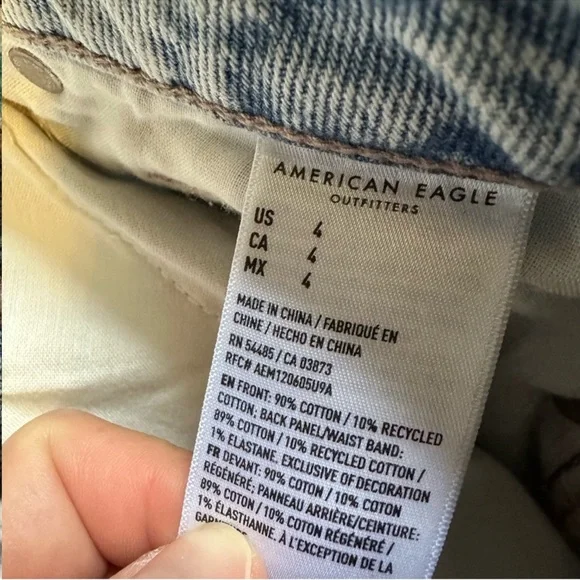 AMERICAN EAGLE
OUTFITTERS
US 4
CA 4
MX 4
MADE IN CHINA / FABRIQUÉ EN
CHINE / HECHO EN CHINA
RN 54485 / CA 03873
RFC# AEM120605U9A
EN FRONT: 90% COTTON / 10% RECYCLED
COTTON; BACK PANEL/WAIST BAND:
89% COTTON / 10% RECYCLED COTTON /
1% ELASTANE. EXCLUSIVE OF DECORATION
FR DEVANT: 90% COTON / 10% COTON
RÉGÉNÉRÉ; PANNEAU ARRIÈRE/CEINTURE:
89% COTON / 10% COTON RÉGÉNÉRÉ /
1% ÉLASTHANNE. À L'EXCEPTION DE LA